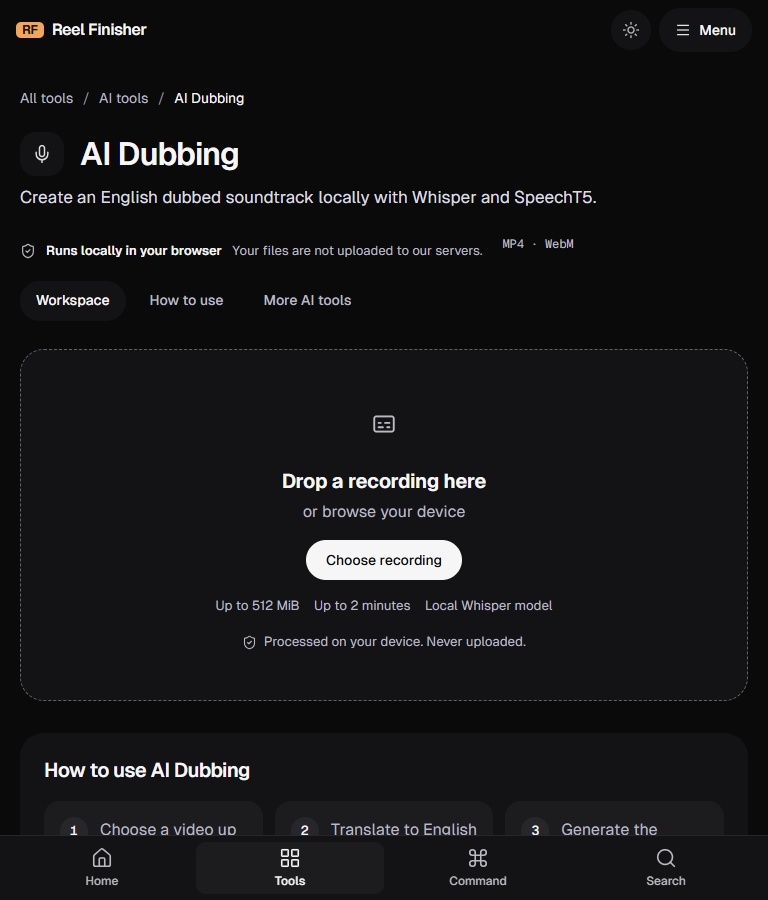 RF Reel Finisher
Menu
All tools / AI tools / AI Dubbing
AI Dubbing
Create an English dubbed soundtrack locally with Whisper and SpeechT5.
Runs locally in your browser Your files are not uploaded to our servers. MP4 · WebM
Workspace How to use More AI tools
Drop a recording here
or browse your device
Choose recording
Up to 512 MiB Up to 2 minutes Local Whisper model
Processed on your device. Never uploaded.
How to use AI Dubbing
1 Choose a video up
2 Translate to English
3 Generate the
Home Tools Command Search